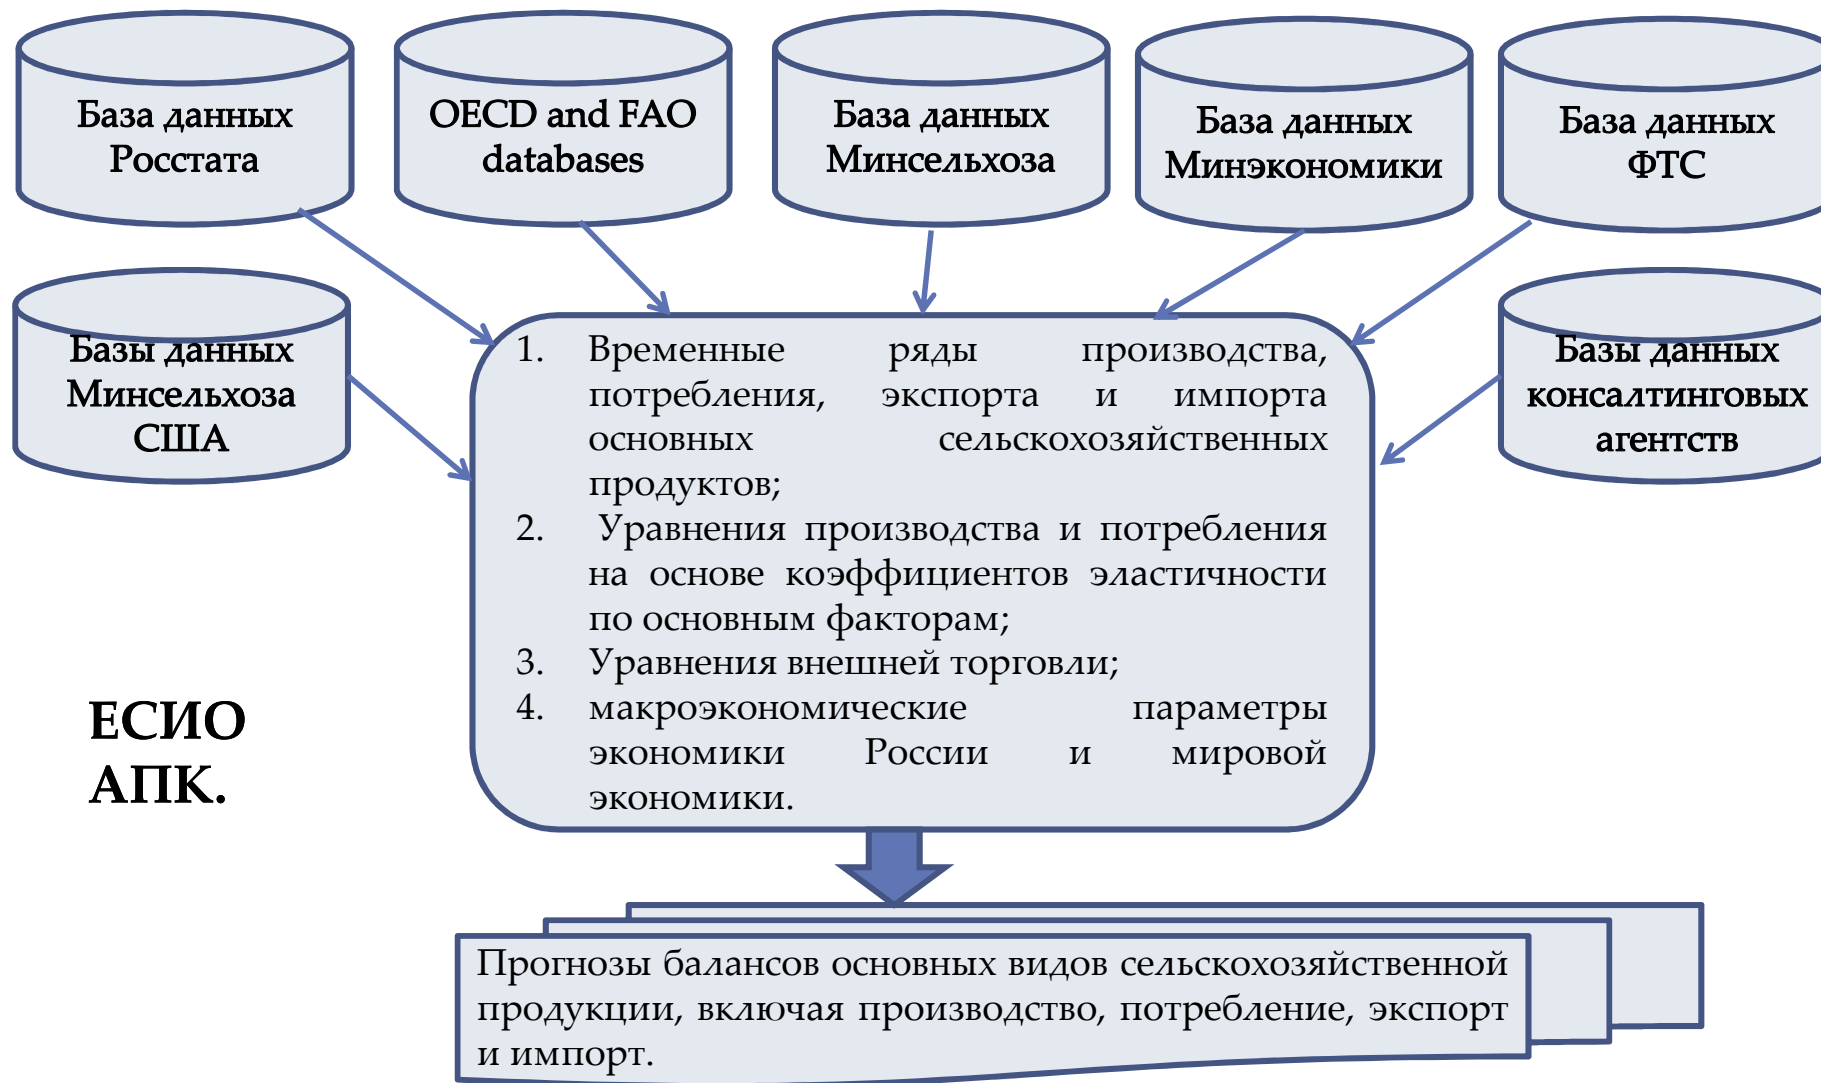 База данных
Росстата
OECD and FAO
databases
База данных
Минсельхоза
База данных
Минэкономики
База данных
ФТС
Базы данных
Минсельхоза
США
Базы данных
консалтинговых
агентств
1. Временные ряды производства,
потребления, экспорта и импорта
основных сельскохозяйственных
продуктов;
2. Уравнения производства и потребления
на основе коэффициентов эластичности
по основным факторам;
3. Уравнения внешней торговли;
4. макроэкономические параметры
экономики России и мировой
экономики.
ЕСИО
АПК.
Прогнозы балансов основных видов сельскохозяйственной
продукции, включая производство, потребление, экспорт
и импорт.